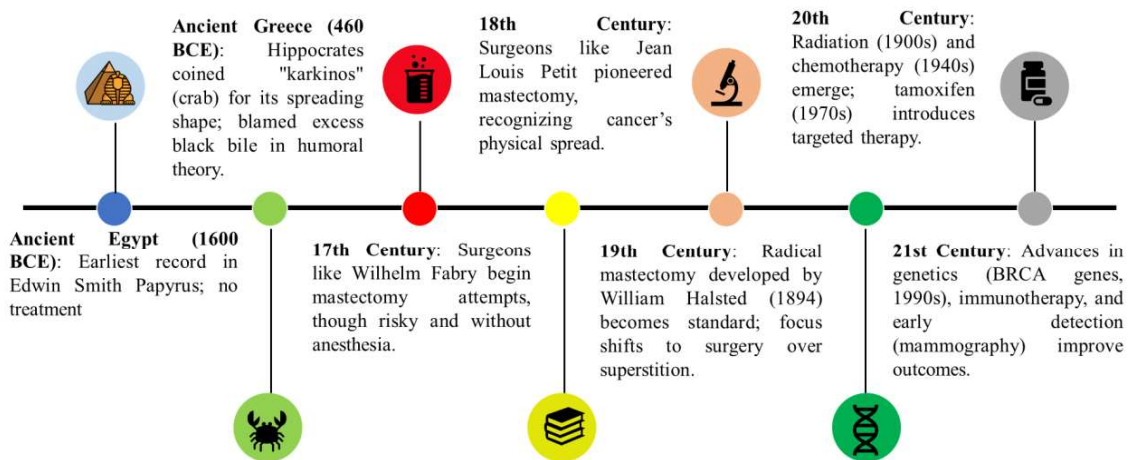 Ancient Egypt (1600
BCE): Earliest record in
Edwin Smith Papyrus; no
treatment
Ancient Greece (460
BCE): Hippocrates
coined "karkinos"
(crab) for its spreading
shape; blamed excess
black bile in humoral
theory.
17th Century: Surgeons
like Wilhelm Fabry begin
mastectomy attempts,
though risky and without
anesthesia.
18th Century:
Surgeons like Jean
Louis Petit pioneered
mastectomy,
recognizing cancer’s
physical spread.
19th Century: Radical
mastectomy developed by
William Halsted (1894)
becomes standard; focus
shifts to surgery over
superstition.
20th Century:
Radiation (1900s) and
chemotherapy (1940s)
emerge; tamoxifen
(1970s) introduces
targeted therapy.
21st Century: Advances in
genetics (BRCA genes,
1990s), immunotherapy, and
early detection
(mammography) improve
outcomes.